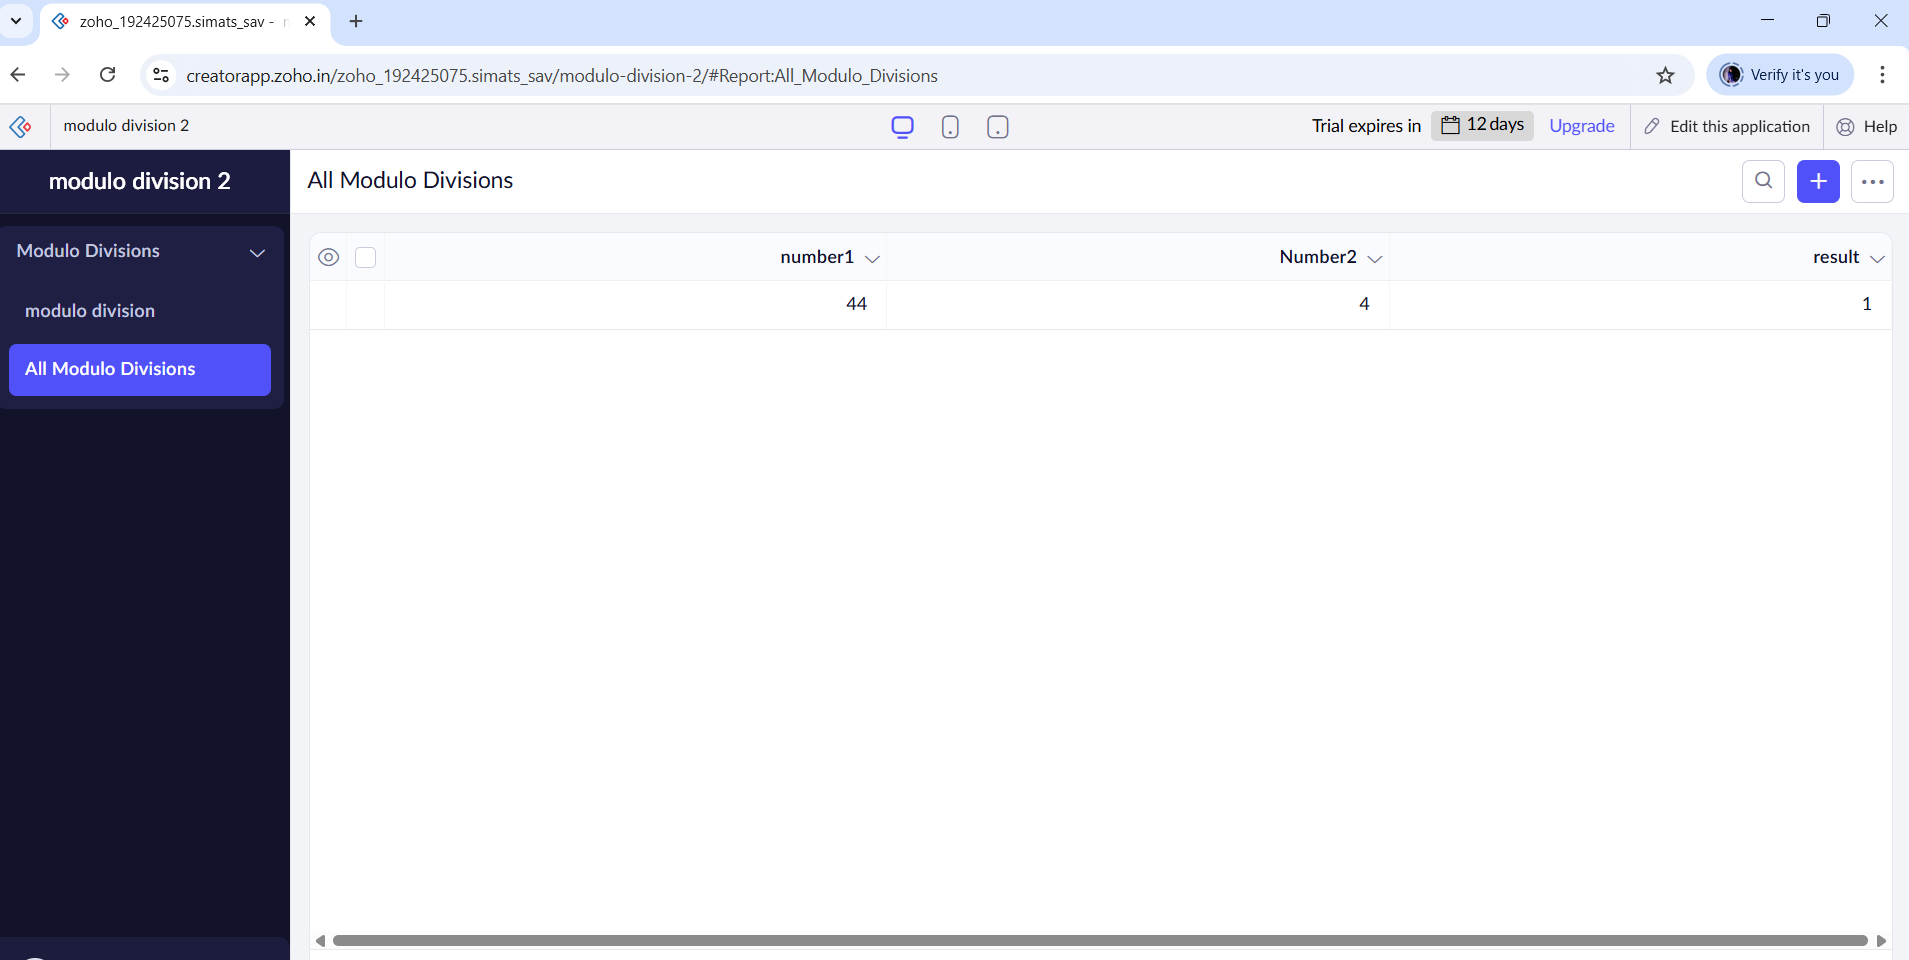 zoho_192425075.simats_sav -
creatorapp.zoho.in/zoho_192425075.simats_sav/modulo-division-2/#Report:All_Modulo_Divisions
Verify it's you
modulo division 2
Trial expires in 12 days Upgrade Edit this application Help
modulo division 2
All Modulo Divisions
Modulo Divisions
modulo division
All Modulo Divisions
number1 Number2 result
44 4 1